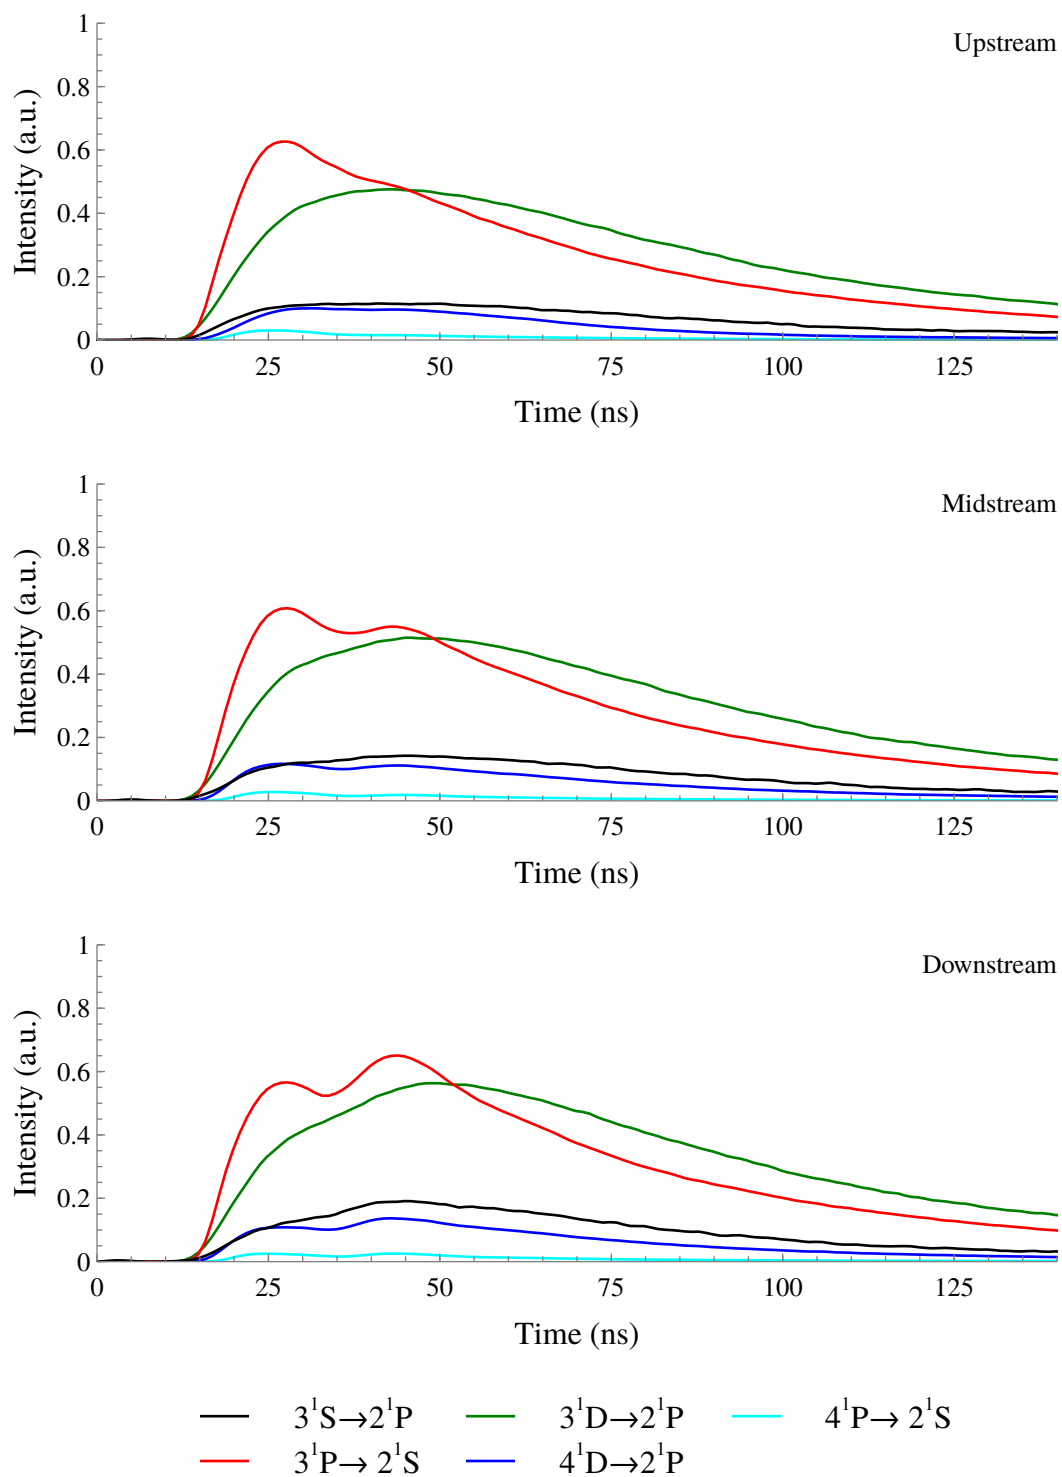 Upstream
Intensity (a.u.)
1
0.8
0.6
0.4
0.2
0
0 25 50 75 100 125
Time (ns)
Midstream
Intensity (a.u.)
1
0.8
0.6
0.4
0.2
0
0 25 50 75 100 125
Time (ns)
Downstream
Intensity (a.u.)
1
0.8
0.6
0.4
0.2
0
0 25 50 75 100 125
Time (ns)
3¹S→2¹P 3¹D→2¹P 4¹P→ 2¹S
3¹P→ 2¹S 4¹D→2¹P